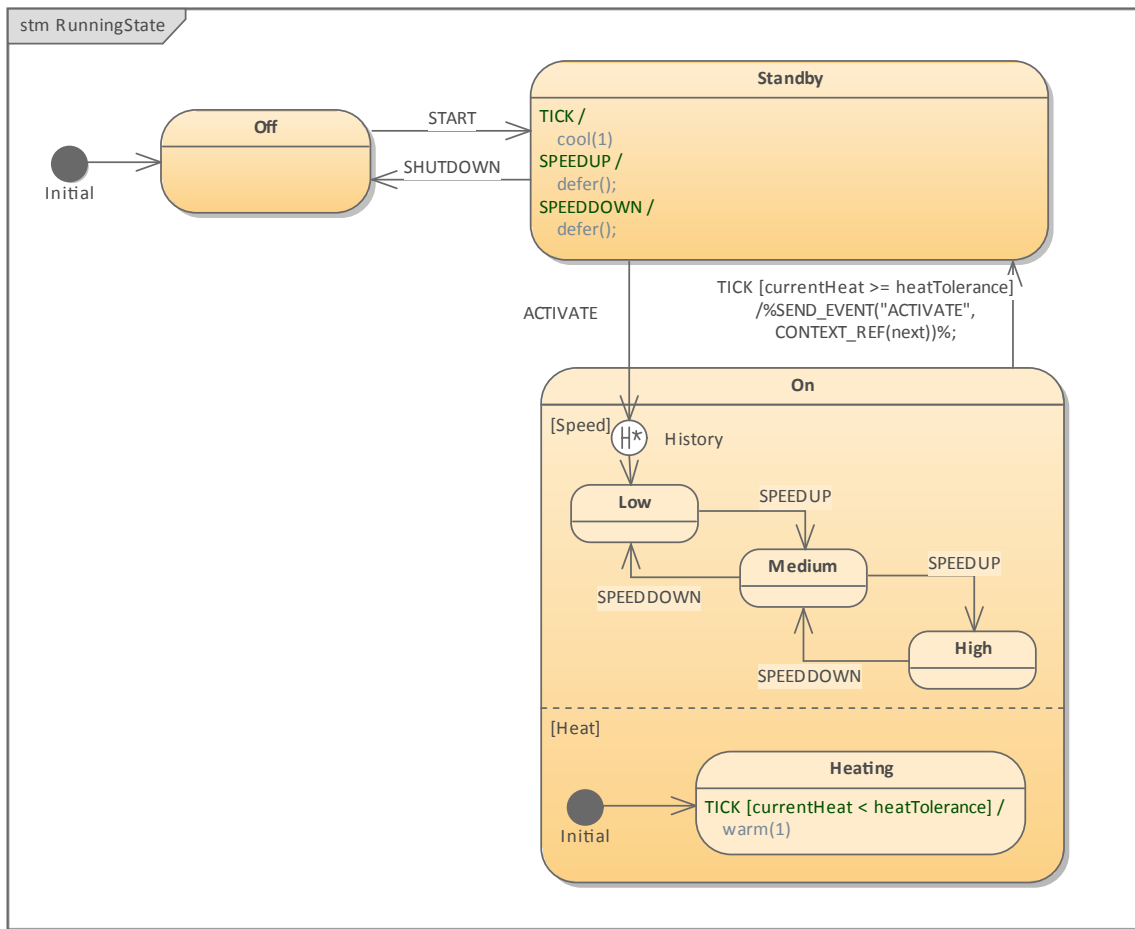 stm RunningState
Standby
Off
TICK /
cool(1)
SPEEDUP /
defer();
SPEEDDOWN /
defer();
START
SHUTDOWN
Initial
ACTIVATE
TICK [currentHeat >= heatTolerance]
/%SEND_EVENT("ACTIVATE",
CONTEXT_REF(next))%;
On
[Speed]
H*
History
Low
SPEEDUP
Medium
SPEEDUP
SPEEDDOWN
High
SPEEDDOWN
[Heat]
Heating
TICK [currentHeat < heatTolerance] /
warm(1)
Initial